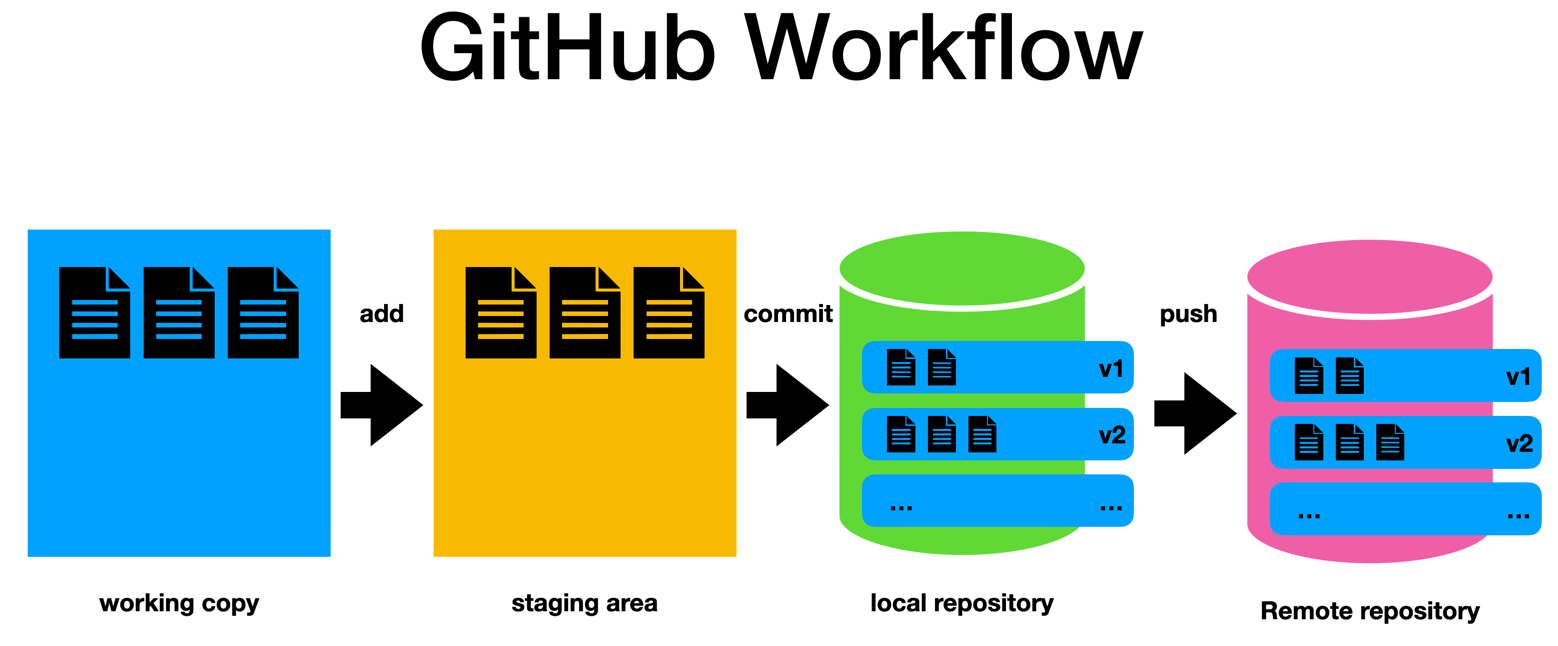 GitHub Workflow
add
commit
push
v1
v2
... ...
v1
v2
... ...
working copy
staging area
local repository
Remote repository